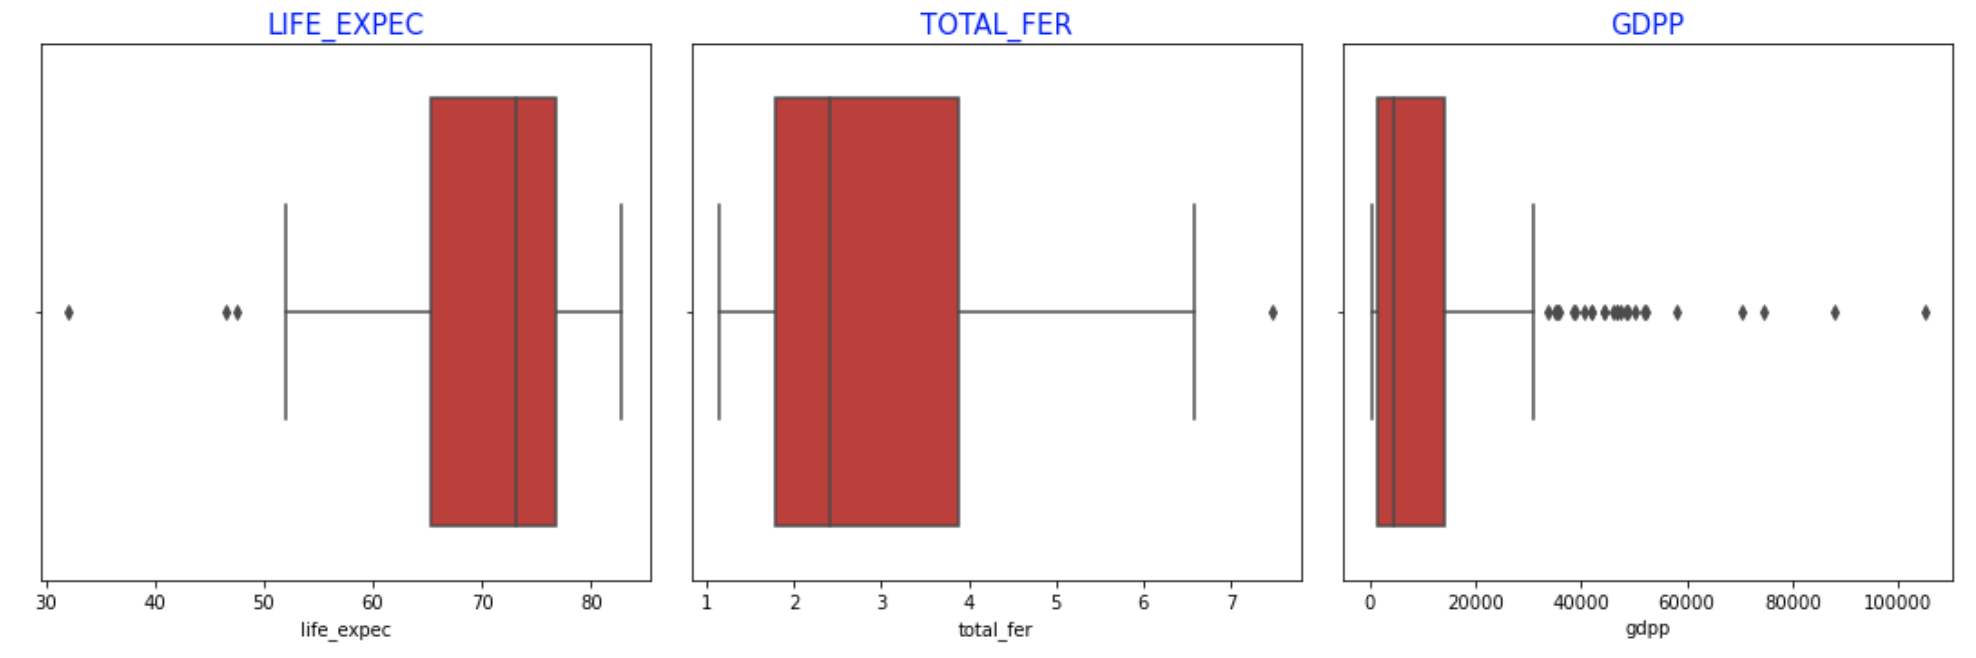 LIFE_EXPEC TOTAL_FER GDPP
30 40 50 60 70 80 1 2 3 4 5 6 7 0 20000 40000 60000 80000 100000
life_expec total_fer gdpp